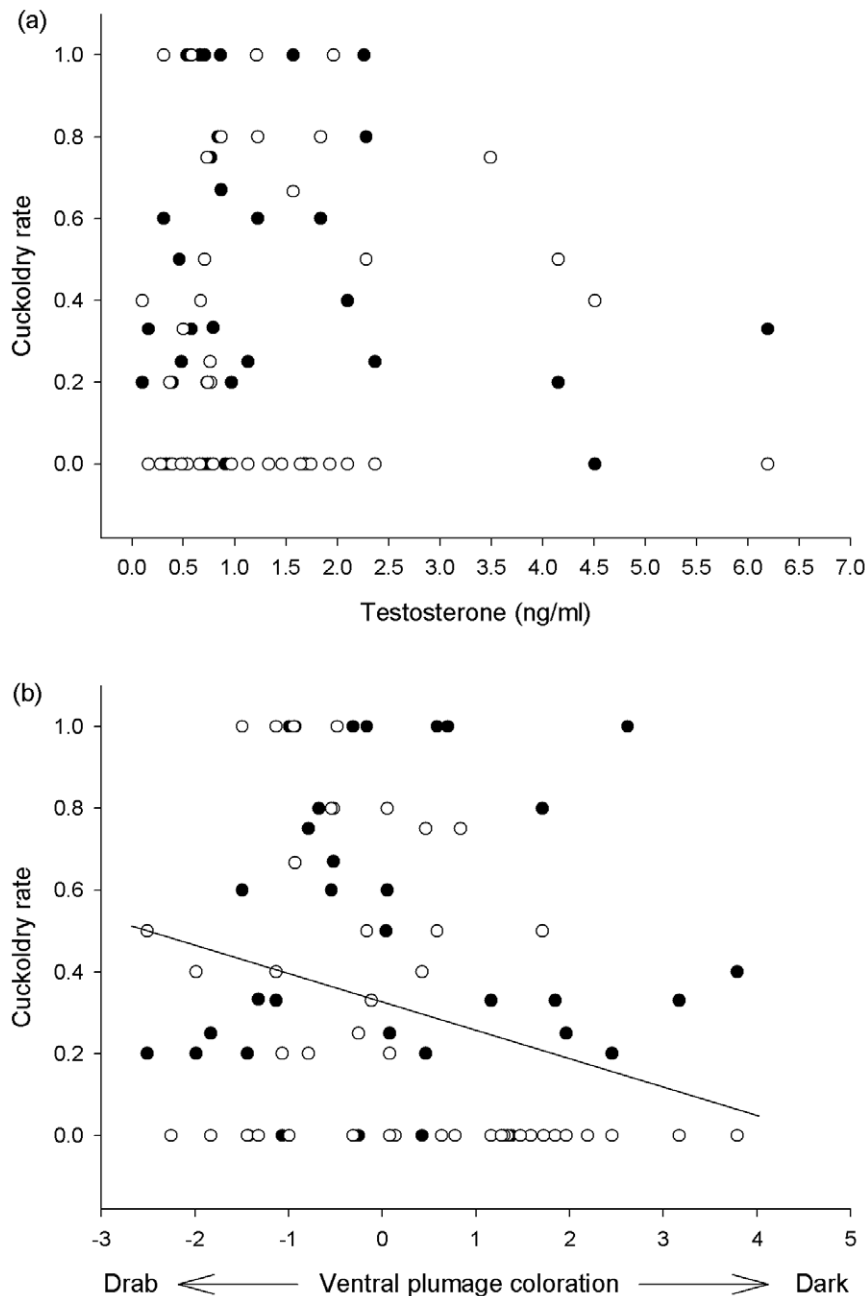 (a)
Cuckoldry rate
1.0
0.8
0.6
0.4
0.2
0.0
0.0 0.5 1.0 1.5 2.0 2.5 3.0 3.5 4.0 4.5 5.0 5.5 6.0 6.5 7.0
Testosterone (ng/ml)
(b)
Cuckoldry rate
1.0
0.8
0.6
0.4
0.2
0.0
-3 -2 -1 0 1 2 3 4 5
Drab Ventral plumage coloration Dark